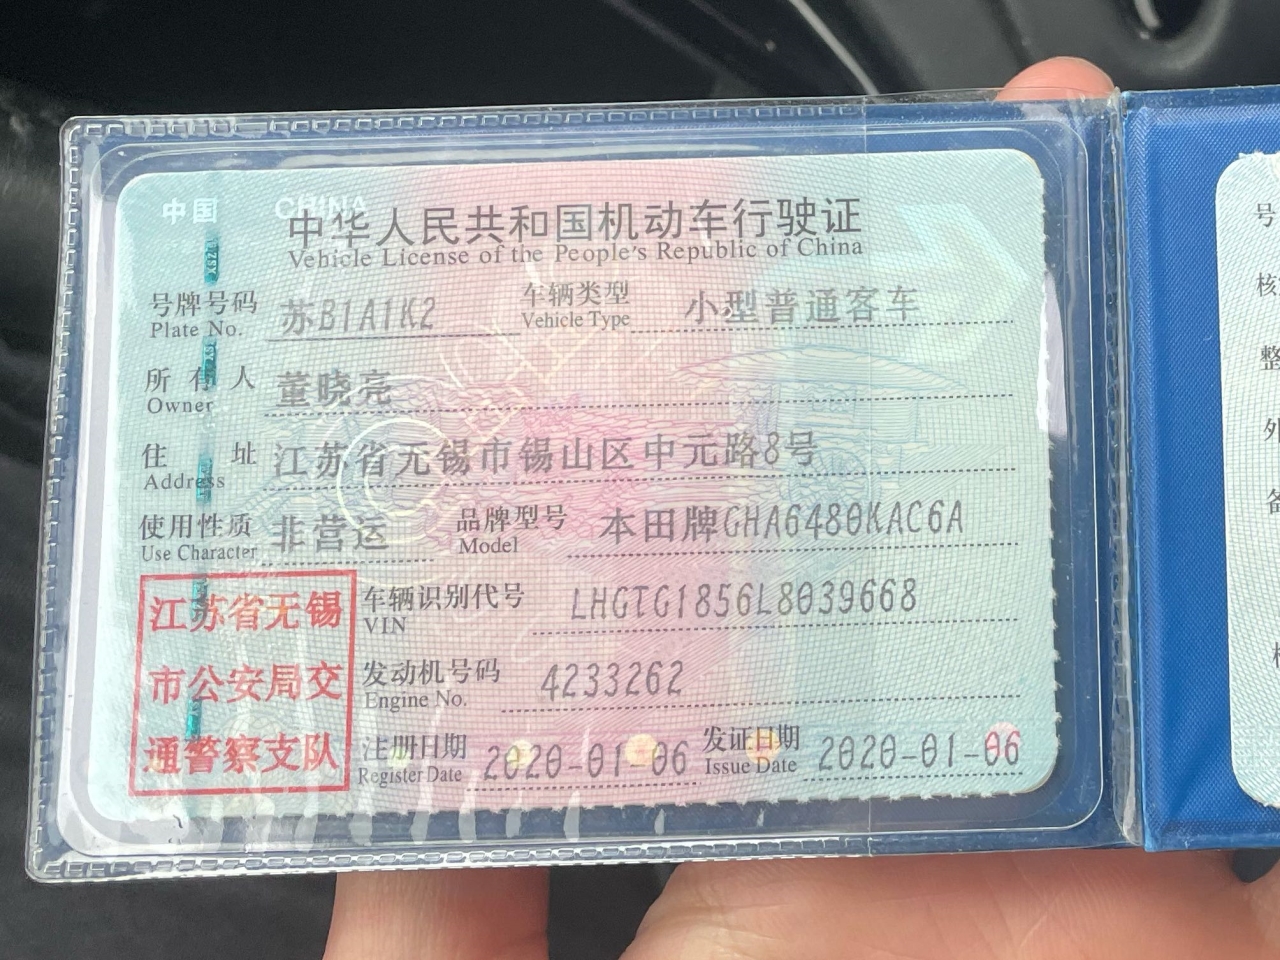 中国 CHINA
中华人民共和国机动车行驶证
Vehicle License of the People's Republic of China
号牌号码 苏B1A1K2 车辆类型 小型普通客车
Plate No. Vehicle Type
所有人 董晓亮
Owner
住址 江苏省无锡市锡山区中元路8号
Address
使用性质 非营运 品牌型号 本田牌GHA6480KAC6A
Use Character Model
江苏省无锡
市公安局交
通警察支队
车辆识别代号 LHGTG1856L8039668
VIN
发动机号码 4233262
Engine No.
注册日期 2020-01-06 发证日期 2020-01-06
Register Date Issue Date
号
核
整
外
备